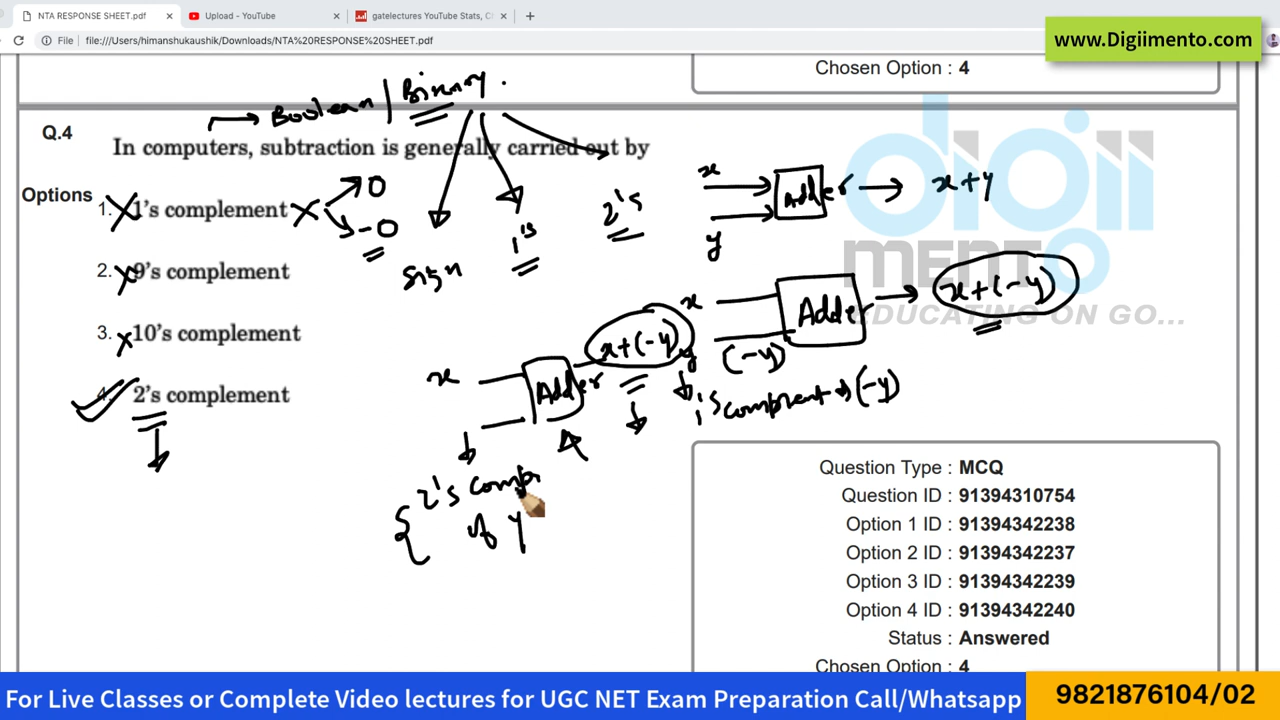 NTA RESPONSE SHEET.pdf
Upload - YouTube
gatelectures YouTube Stats, C
File
file:///Users/himanshukaushik/Downloads/NTA%20RESPONSE%20SHEET.pdf
www.Digiimento.com
Chosen Option : 4
Boolean | Binary.
Q.4
In computers, subtraction is generally carried out by
Options
1. 1's complement
0
-0
2. 9's complement
3. 10's complement
4. 2's complement
sign
1's
2's
x
y
Adder
x+y
x
(-y)
Adder
x+(-y)
y
1's complement → (-y)
x
Adder
x+(-y)
2's comp
of y
digii
MENTO
EDUCATING ON GO...
Question Type : MCQ
Question ID : 91394310754
Option 1 ID : 91394342238
Option 2 ID : 91394342237
Option 3 ID : 91394342239
Option 4 ID : 91394342240
Status : Answered
Chosen Option : 4
For Live Classes or Complete Video lectures for UGC NET Exam Preparation Call/Whatsapp
9821876104/02